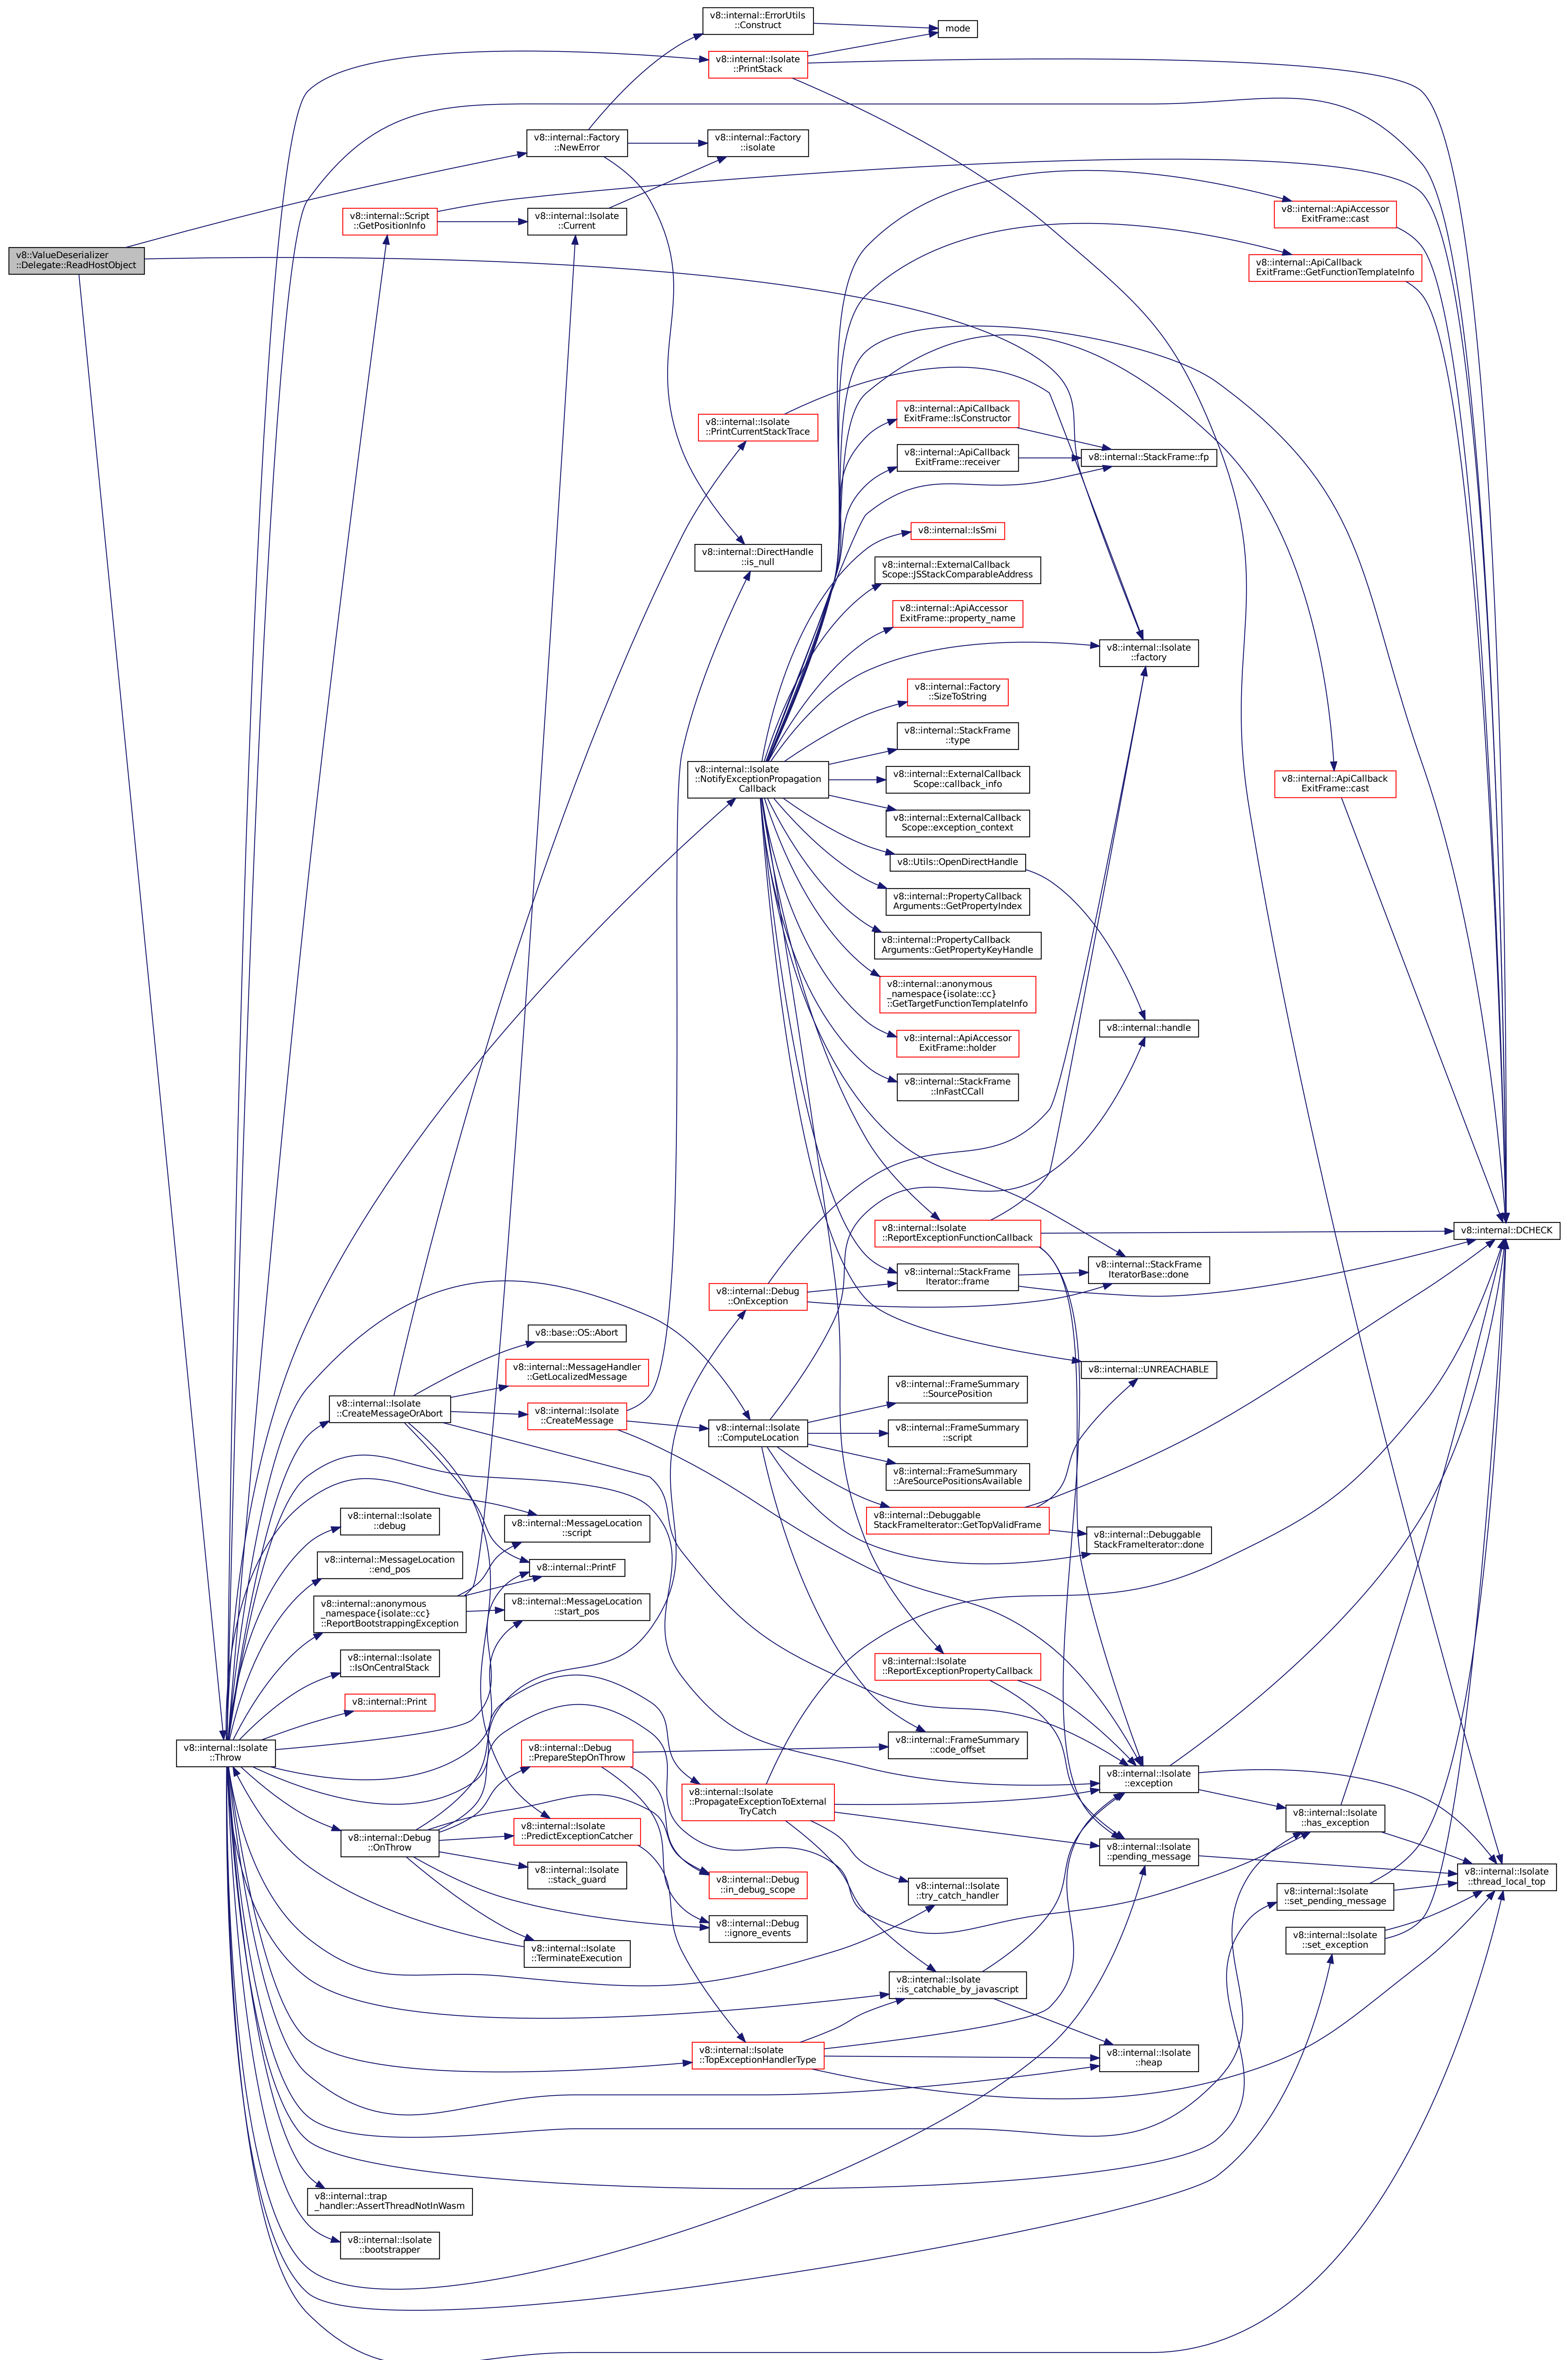 v8::internal::ErrorUtils
::Construct
mode
v8::internal::Isolate
::PrintStack
v8::internal::Factory
::NewError
v8::internal::Factory
::isolate
v8::internal::Script
::GetPositionInfo
v8::internal::Isolate
::Current
v8::internal::ApiAccessor
ExitFrame::cast
v8::ValueDeserializer
::Delegate::ReadHostObject
v8::internal::ApiCallback
ExitFrame::GetFunctionTemplateInfo
v8::internal::Isolate
::PrintCurrentStackTrace
v8::internal::ApiCallback
ExitFrame::IsConstructor
v8::internal::ApiCallback
ExitFrame::receiver
v8::internal::StackFrame::fp
v8::internal::IsSmi
v8::internal::DirectHandle
::is_null
v8::internal::ExternalCallback
Scope::JSStackComparableAddress
v8::internal::ApiAccessor
ExitFrame::property_name
v8::internal::Isolate
::factory
v8::internal::Factory
::SizeToString
v8::internal::StackFrame
::type
v8::internal::Isolate
::NotifyExceptionPropagation
Callback
v8::internal::ExternalCallback
Scope::callback_info
v8::internal::ApiCallback
ExitFrame::cast
v8::internal::ExternalCallback
Scope::exception_context
v8::Utils::OpenDirectHandle
v8::internal::PropertyCallback
Arguments::GetPropertyIndex
v8::internal::PropertyCallback
Arguments::GetPropertyKeyHandle
v8::internal::anonymous
_namespace{isolate::cc}
::GetTargetFunctionTemplateInfo
v8::internal::handle
v8::internal::ApiAccessor
ExitFrame::holder
v8::internal::StackFrame
::InFastCCall
v8::internal::Isolate
::ReportExceptionFunctionCallback
v8::internal::DCHECK
v8::internal::StackFrame
Iterator::frame
v8::internal::StackFrame
IteratorBase::done
v8::internal::Debug
::OnException
v8::base::OS::Abort
v8::internal::MessageHandler
::GetLocalizedMessage
v8::internal::UNREACHABLE
v8::internal::FrameSummary
::SourcePosition
v8::internal::Isolate
::CreateMessageOrAbort
v8::internal::Isolate
::CreateMessage
v8::internal::Isolate
::ComputeLocation
v8::internal::FrameSummary
::script
v8::internal::FrameSummary
::AreSourcePositionsAvailable
v8::internal::Isolate
::debug
v8::internal::MessageLocation
::script
v8::internal::Debuggable
StackFrameIterator::GetTopValidFrame
v8::internal::Debuggable
StackFrameIterator::done
v8::internal::MessageLocation
::end_pos
v8::internal::PrintF
v8::internal::anonymous
_namespace{isolate::cc}
::ReportBootstrappingException
v8::internal::MessageLocation
::start_pos
v8::internal::Isolate
::IsOnCentralStack
v8::internal::Isolate
::ReportExceptionPropertyCallback
v8::internal::Print
v8::internal::Isolate
::Throw
v8::internal::Debug
::PrepareStepOnThrow
v8::internal::FrameSummary
::code_offset
v8::internal::Isolate
::exception
v8::internal::Isolate
::PropagateExceptionToExternal
TryCatch
v8::internal::Isolate
::has_exception
v8::internal::Debug
::OnThrow
v8::internal::Isolate
::PredictExceptionCatcher
v8::internal::Isolate
::pending_message
v8::internal::Isolate
::stack_guard
v8::internal::Debug
::in_debug_scope
v8::internal::Isolate
::try_catch_handler
v8::internal::Isolate
::set_pending_message
v8::internal::Isolate
::thread_local_top
v8::internal::Debug
::ignore_events
v8::internal::Isolate
::set_exception
v8::internal::Isolate
::TerminateExecution
v8::internal::Isolate
::is_catchable_by_javascript
v8::internal::Isolate
::TopExceptionHandlerType
v8::internal::Isolate
::heap
v8::internal::trap
_handler::AssertThreadNotInWasm
v8::internal::Isolate
::bootstrapper